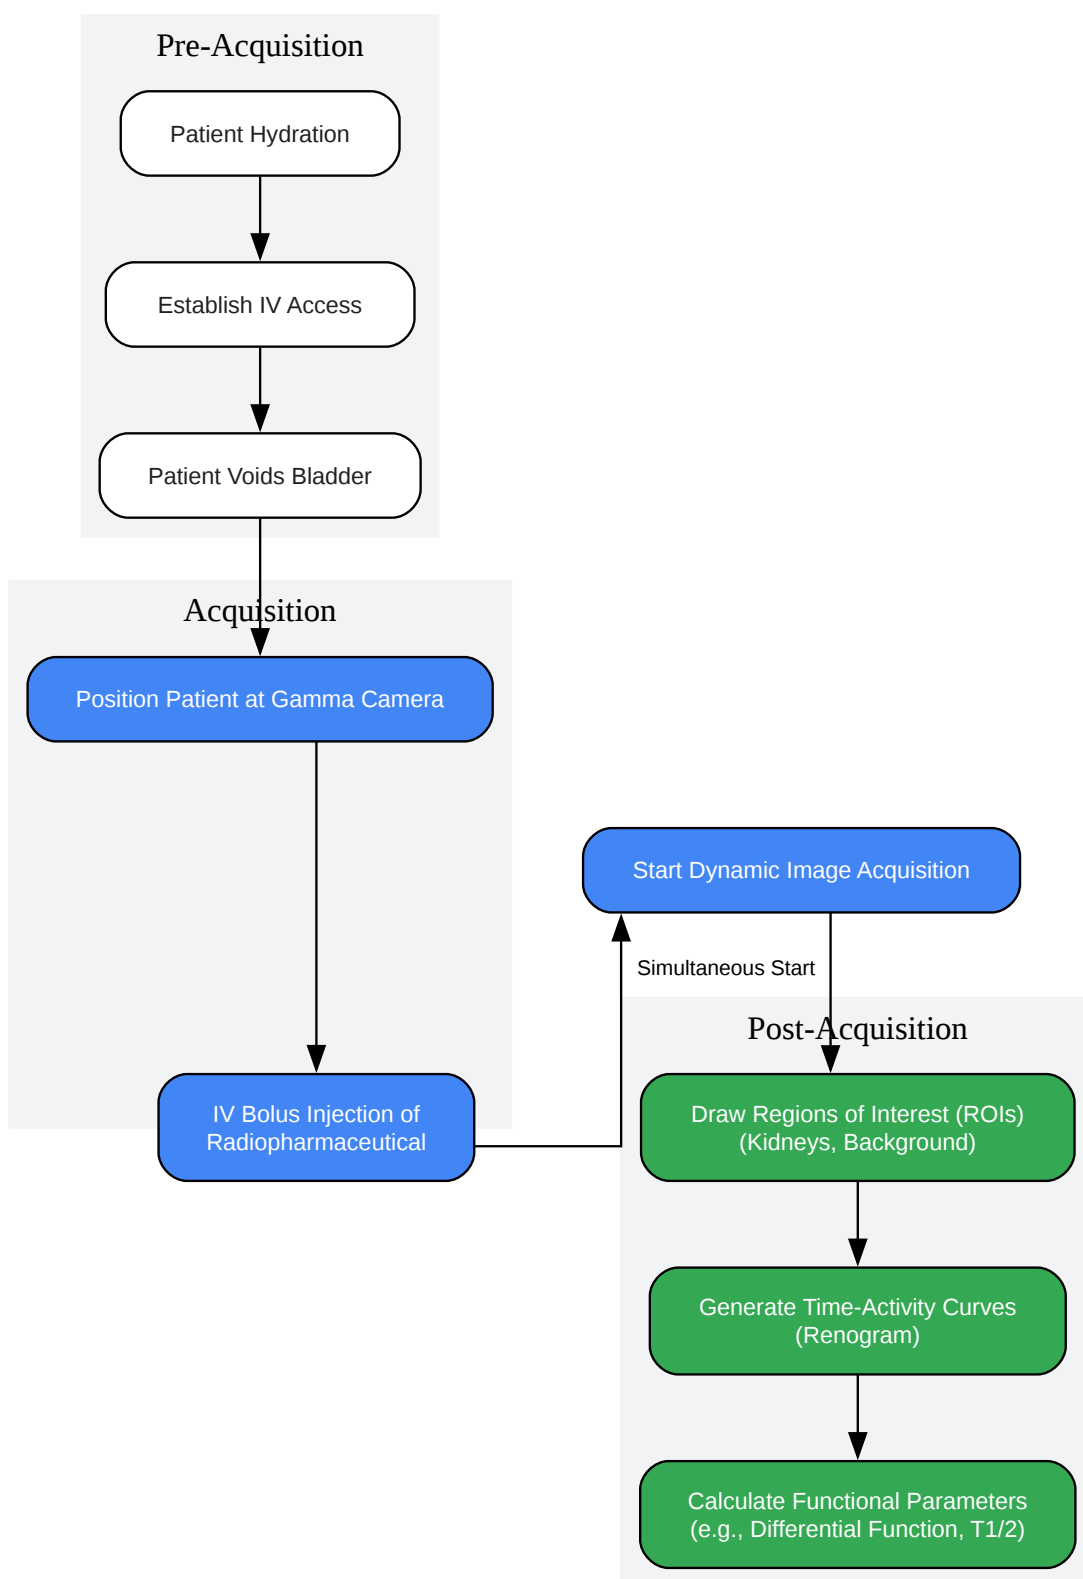 Pre-Acquisition
Patient Hydration
Establish IV Access
Patient Voids Bladder
Acquisition
Position Patient at Gamma Camera
Start Dynamic Image Acquisition
Simultaneous Start
Post-Acquisition
IV Bolus Injection of
Radiopharmaceutical
Draw Regions of Interest (ROIs)
(Kidneys, Background)
Generate Time-Activity Curves
(Renogram)
Calculate Functional Parameters
(e.g., Differential Function, T1/2)